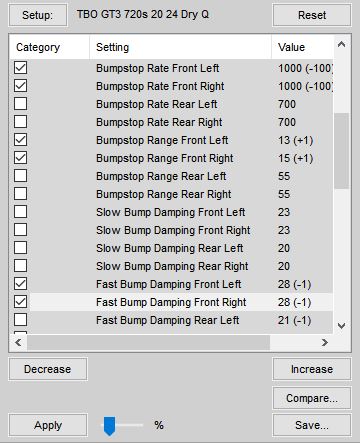 Setup: TBO GT3 720s 20 24 Dry Q Reset
Category Setting Value
Bumpstop Rate Front Left 1000 (-100)
Bumpstop Rate Front Right 1000 (-100)
Bumpstop Rate Rear Left 700
Bumpstop Rate Rear Right 700
Bumpstop Range Front Left 13 (+1)
Bumpstop Range Front Right 15 (+1)
Bumpstop Range Rear Left 55
Bumpstop Range Rear Right 55
Slow Bump Damping Front Left 23
Slow Bump Damping Front Right 23
Slow Bump Damping Rear Left 20
Slow Bump Damping Rear Right 20
Fast Bump Damping Front Left 28 (-1)
Fast Bump Damping Front Right 28 (-1)
Fast Bump Damping Rear Left 21 (-1)
Decrease Increase
Compare...
Apply % Save...